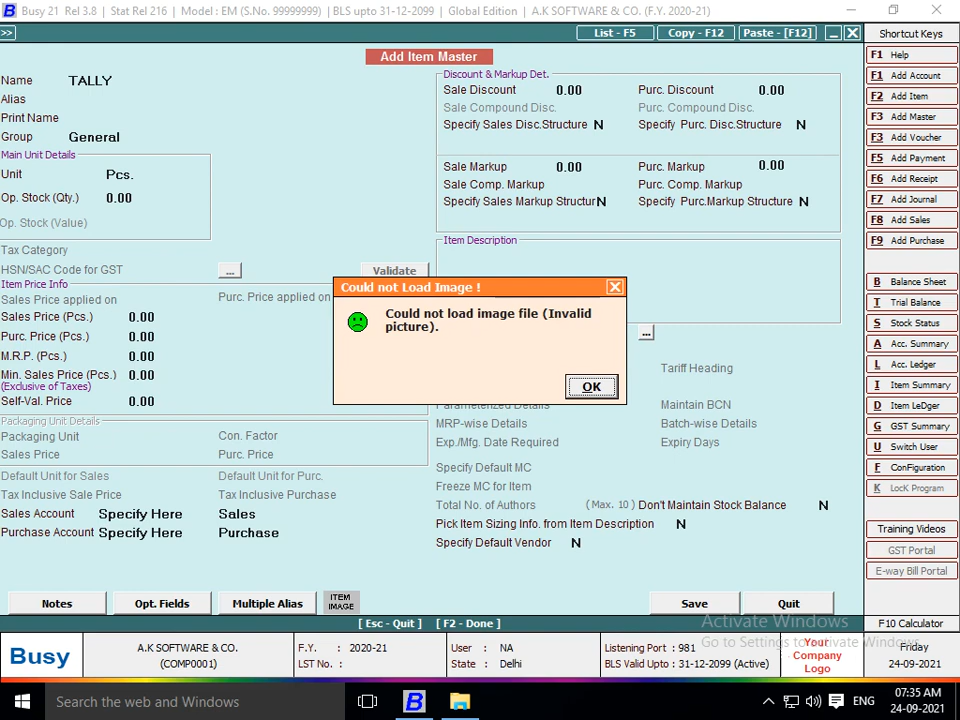 Busy 21 Rel 3.8 | Stat Rel 216 | Model : EM (S.No. 99999999) | BLS upto 31-12-2099 | Global Edition | A.K SOFTWARE & CO. (F.Y. 2020-21)
>> List - F5 Copy - F12 Paste - [F12]
Add Item Master
Name TALLY
Alias
Print Name
Group General
Main Unit Details
Unit Pcs.
Op. Stock (Qty.) 0.00
Op. Stock (Value)
Tax Category
HSN/SAC Code for GST ... Validate
Item Price Info
Sales Price applied on Purc. Price applied on
Sales Price (Pcs.) 0.00
Purc. Price (Pcs.) 0.00
M.R.P. (Pcs.) 0.00
Min. Sales Price (Pcs.) 0.00
(Exclusive of Taxes)
Self-Val. Price 0.00
Packaging Unit Details
Packaging Unit Con. Factor
Sales Price Purc. Price
Default Unit for Sales Default Unit for Purc.
Tax Inclusive Sale Price Tax Inclusive Purchase
Sales Account Specify Here Sales
Purchase Account Specify Here Purchase
Discount & Markup Det.
Sale Discount 0.00 Purc. Discount 0.00
Sale Compound Disc. Purc. Compound Disc.
Specify Sales Disc.Structure N Specify Purc. Disc.Structure N
Sale Markup 0.00 Purc. Markup 0.00
Sale Comp. Markup Purc. Comp. Markup
Specify Sales Markup Structur N Specify Purc.Markup Structure N
Item Description
...
Could not Load Image !
Could not load image file (Invalid
picture).
OK
Tariff Heading
Parameterized Details Maintain BCN
MRP-wise Details Batch-wise Details
Exp./Mfg. Date Required Expiry Days
Specify Default MC
Freeze MC for Item
Total No. of Authors (Max. 10) Don't Maintain Stock Balance N
Pick Item Sizing Info. from Item Description N
Specify Default Vendor N
Notes Opt. Fields Multiple Alias ITEM IMAGE Save Quit
[ Esc - Quit ] [ F2 - Done ]
Shortcut Keys
F1 Help
F1 Add Account
F2 Add Item
F3 Add Master
F3 Add Voucher
F5 Add Payment
F6 Add Receipt
F7 Add Journal
F8 Add Sales
F9 Add Purchase
B Balance Sheet
T Trial Balance
S Stock Status
A Acc. Summary
L Acc. Ledger
I Item Summary
D Item LeDger
G GST Summary
U Switch User
F ConFiguration
K LocK Program
Training Videos
GST Portal
E-way Bill Portal
F10 Calculator
Activate Windows
Go to Settings to activate Windows.
Busy
A.K SOFTWARE & CO.
(COMP0001)
F.Y. : 2020-21
LST No. :
User : NA
State : Delhi
Listening Port : 981
BLS Valid Upto : 31-12-2099 (Active)
Your
Company
Logo
Friday
24-09-2021
Search the web and Windows
B
ENG
07:35 AM
24-09-2021